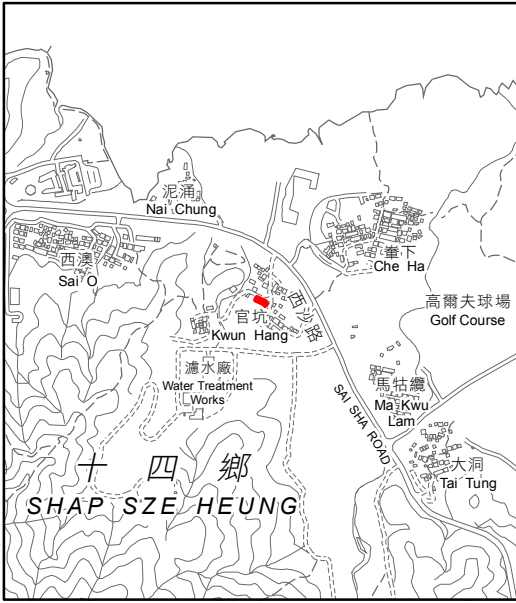 泥涌
Nai Chung
西澳
Sai O
輋下
Che Ha
西沙路
官坑
Kwun Hang
高爾夫球場
Golf Course
濾水廠
Water Treatment
Works
馬牯纜
Ma Kwu
Lam
SAI SHA ROAD
大洞
Tai Tung
十四鄉
SHAP SZE HEUNG